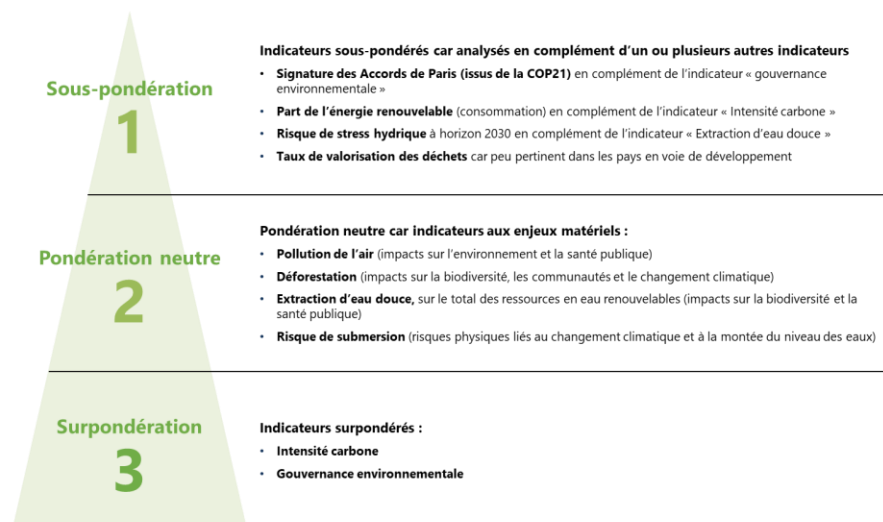 Indicateurs sous-pondérés car analysés en complément d’un ou plusieurs autres indicateurs
Sous-pondération
1
• Signature des Accords de Paris (issus de la COP21) en complément de l’indicateur « gouvernance
environnementale »
• Part de l’énergie renouvelable (consommation) en complément de l’indicateur « Intensité carbone »
• Risque de stress hydrique à horizon 2030 en complément de l’indicateur « Extraction d’eau douce »
• Taux de valorisation des déchets car peu pertinent dans les pays en voie de développement
Pondération neutre
2
Pondération neutre car indicateurs aux enjeux matériels :
• Pollution de l’air (impacts sur l’environnement et la santé publique)
• Déforestation (impacts sur la biodiversité, les communautés et le changement climatique)
• Extraction d’eau douce, sur le total des ressources en eau renouvelables (impacts sur la biodiversité et la
santé publique)
• Risque de submersion (risques physiques liés au changement climatique et à la montée du niveau des eaux)
Surpondération
3
Indicateurs surpondérés :
• Intensité carbone
• Gouvernance environnementale